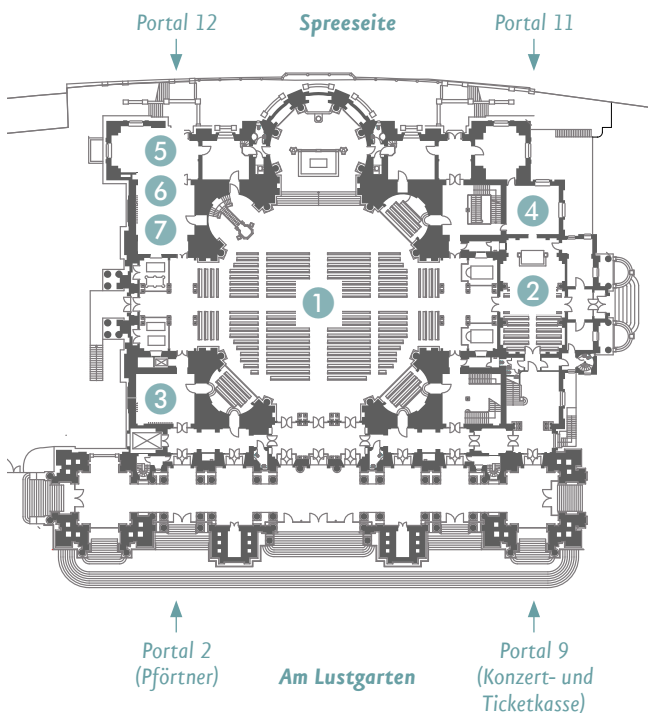 Portal 12
Spreeseite
Portal 11
5
6
7
4
2
1
3
Portal 2
(Pförtner)
Am Lustgarten
Portal 9
(Konzert- und
Ticketkasse)